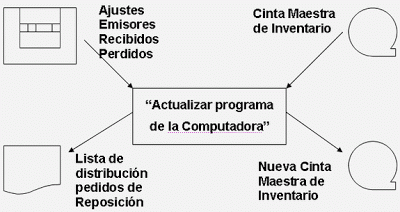 Ajustes
Emisores
Recibidos
Perdidos
Cinta Maestra
de Inventario
“Actualizar programa
de la Computadora”
Lista de
distribución
pedidos de
Reposición
Nueva Cinta
Maestra de
Inventario